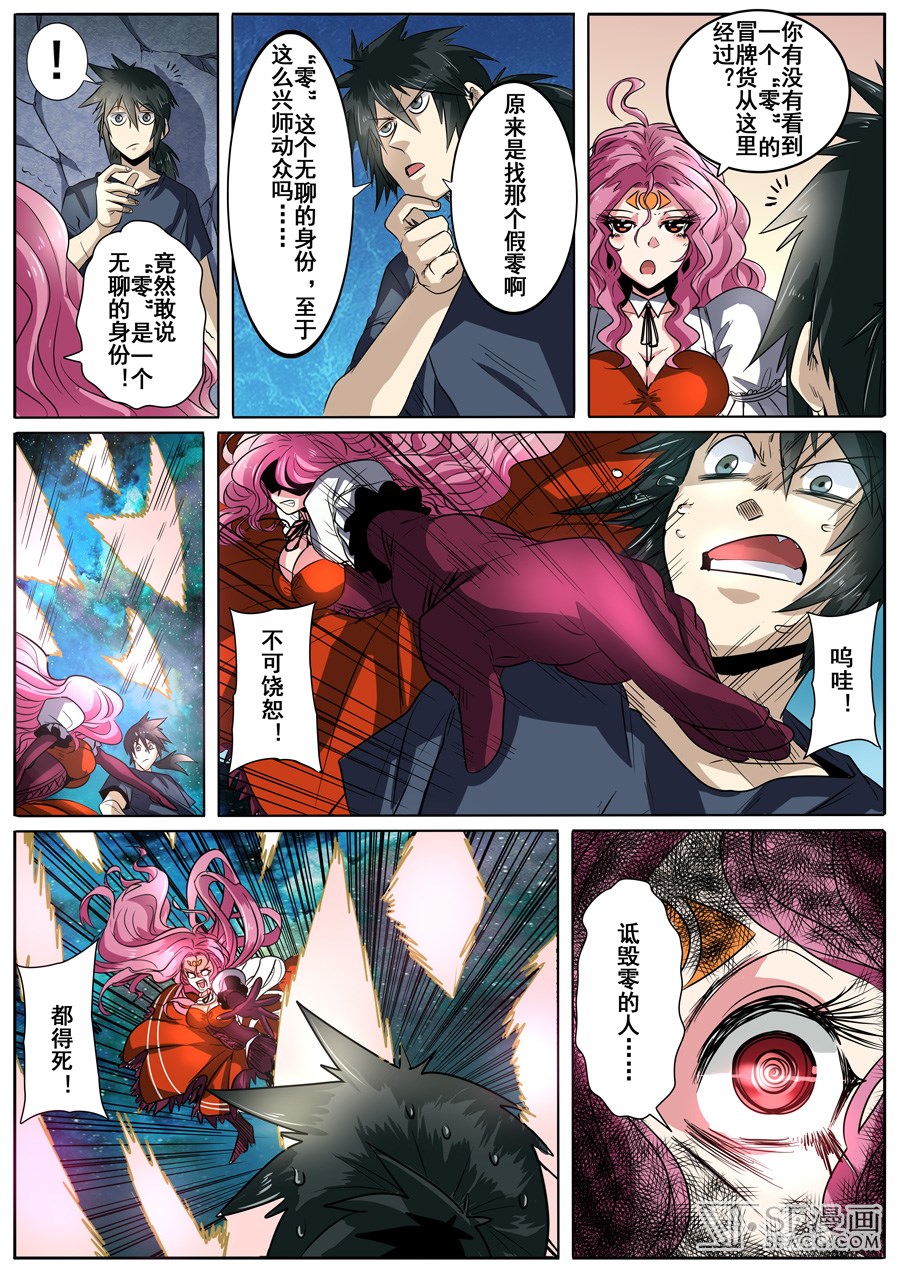 你有没有看到
一个“零”的
冒牌货从这里
经过？
原来是找那个假零啊
“零”这个无聊的身份，至于
这么兴师动众吗……
！
竟然敢说
“零”是一个
无聊的身份！
呜哇！
不可饶恕！
诋毁零的人……
都得死！
SF漫画
SFACG.COM